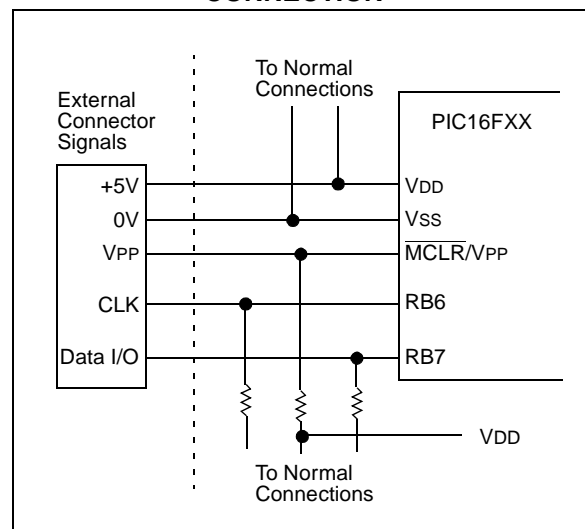 CONNECTION
To Normal
Connections
External
Connector
Signals
PIC16FXX
+5V
VDD
0V
VSS
VPP
MCLR/VPP
CLK
RB6
Data I/O
RB7
VDD
To Normal
Connections